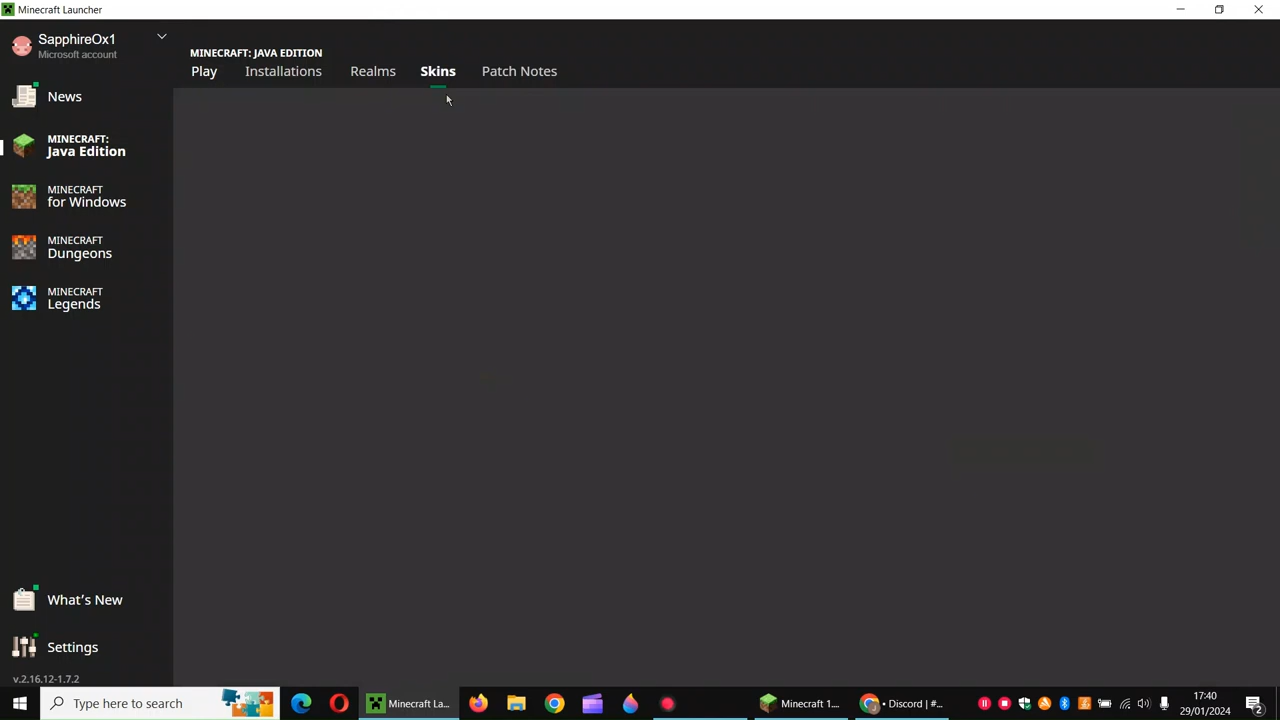 Minecraft Launcher
SapphireOx1
Microsoft account
News
MINECRAFT:
Java Edition
MINECRAFT
for Windows
MINECRAFT
Dungeons
MINECRAFT
Legends
What's New
Settings
v.2.16.12-1.7.2
MINECRAFT: JAVA EDITION
Play Installations Realms Skins Patch Notes
Type here to search
Minecraft La...
Minecraft 1....
• Discord | #...
17:40
29/01/2024
2